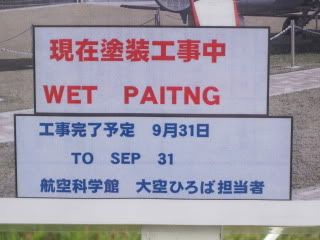 現在塗装工事中
WET PAITNG
工事完了予定 9月31日
TO SEP 31
航空科学館 大空ひろば担当者